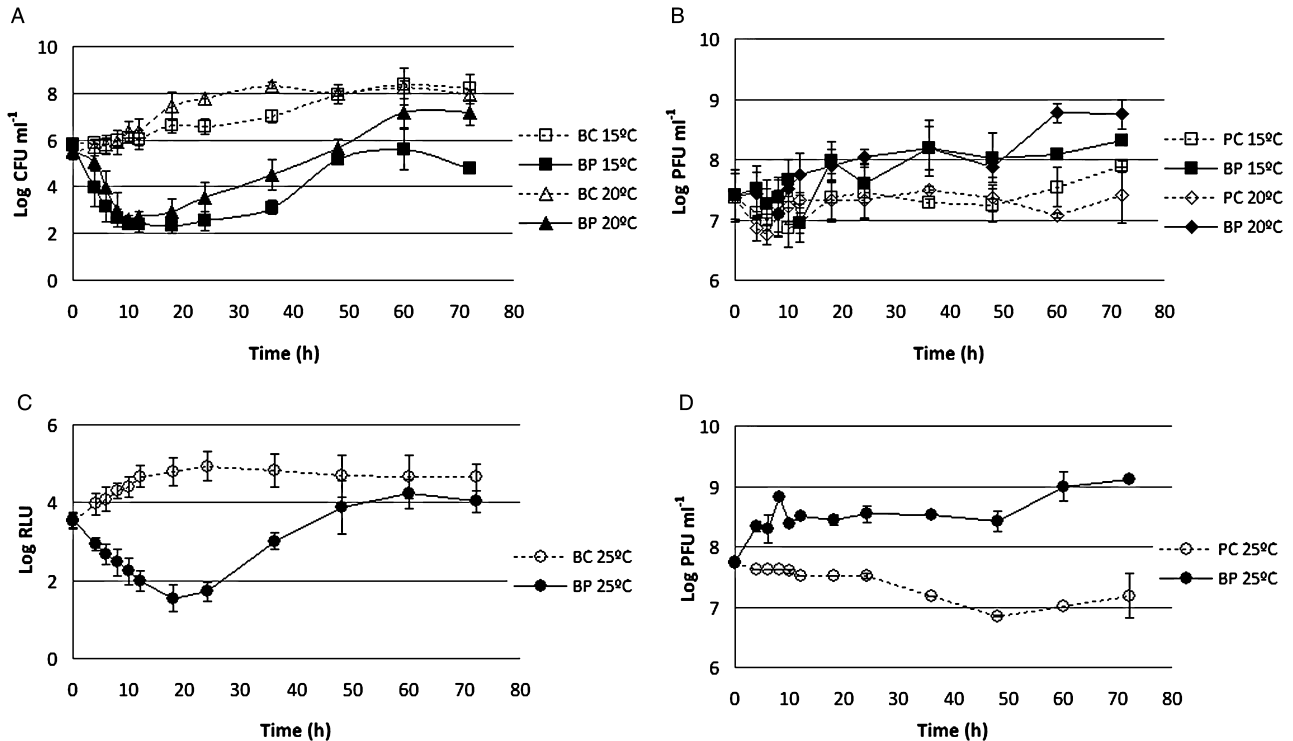 A
10
8
6
4
2
0
Log CFU ml-1
0 10 20 30 40 50 60 70 80
Time (h)
BC 15ºC
BP 15ºC
BC 20ºC
BP 20ºC
B
10
9
8
7
6
Log PFU ml-1
0 10 20 30 40 50 60 70 80
Time (h)
PC 15ºC
BP 15ºC
PC 20ºC
BP 20ºC
C
6
4
2
0
Log RLU
0 10 20 30 40 50 60 70 80
Time (h)
BC 25ºC
BP 25ºC
D
10
9
8
7
6
Log PFU ml-1
0 10 20 30 40 50 60 70 80
Time (h)
PC 25ºC
BP 25ºC